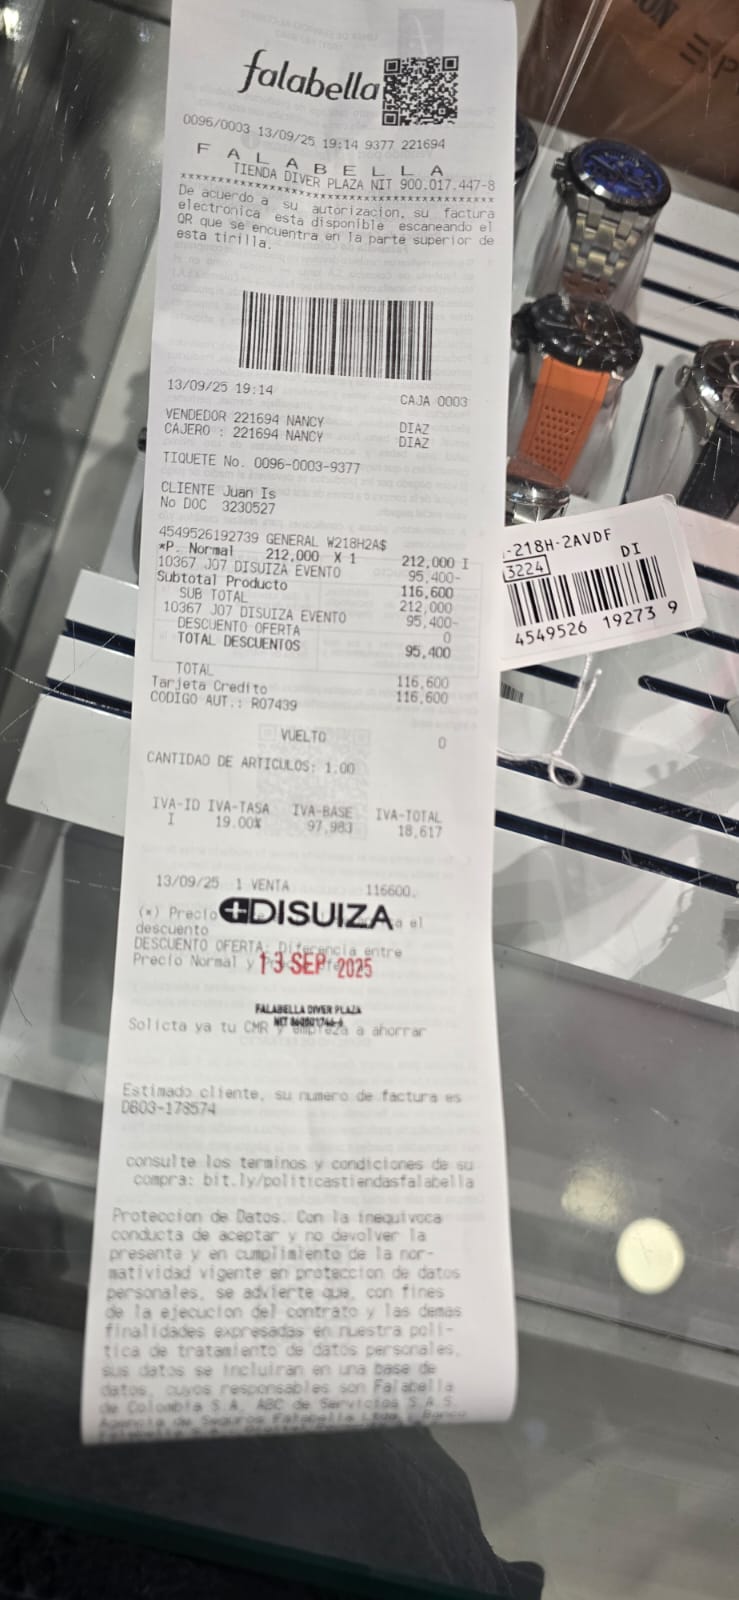 falabella
0096/0003 13/09/25 19:14 9377 221694
F A L A B E L L A
TIENDA DIVER PLAZA NIT 900.017.447-8
****************************************
De acuerdo a su autorizacion, su factura
electronica esta disponible escaneando el
QR que se encuentra en la parte superior de
esta tirilla.
13/09/25 19:14 CAJA 0003
VENDEDOR 221694 NANCY DIAZ
CAJERO : 221694 NANCY DIAZ
TIQUETE No. 0096-0003-9377
CLIENTE Juan Is
No DOC 3230527
4549526192739 GENERAL W218H2A$
*P. Normal 212,000 X 1 212,000 I
10367 J07 DISUIZA EVENTO 95,400-
Subtotal Producto 116,600
SUB TOTAL 212,000
10367 J07 DISUIZA EVENTO 95,400-
DESCUENTO OFERTA 0
TOTAL DESCUENTOS 95,400
TOTAL 116,600
Tarjeta Credito 116,600
CODIGO AUT.: R07439
VUELTO 0
CANTIDAD DE ARTICULOS: 1.00
IVA-ID IVA-TASA IVA-BASE IVA-TOTAL
I 19.00% 97,983 18,617
13/09/25 1 VENTA 116600.
(*) Precio el
DISUIZA
descuento
DESCUENTO OFERTA: Diferencia entre
Precio Normal y
13 SEP 2025
FALABELLA DIVER PLAZA
Solicta ya tu CMR y empieza a ahorrar
Estimado cliente, su numero de factura es
DB03-178574
consulte los terminos y condiciones de su
compra: bit.ly/politicastiendasfalabella
Proteccion de Datos. Con la inequivoca
conducta de aceptar y no devolver la
presente y en cumplimiento de la nor-
matividad vigente en proteccion de datos
personales, se advierte que, con fines
de la ejecucion del contrato y las demas
finalidades expresadas en nuestra poli-
tica de tratamiento de datos personales,
sus datos se incluiran en una base de
datos, cuyos responsables son Falabella
de Colombia S.A, ABC de Servicios S.A.S
Agencia de Seguros Falabella Ltda
-218H-2AVDF
3224 DI
4549526 19273 9